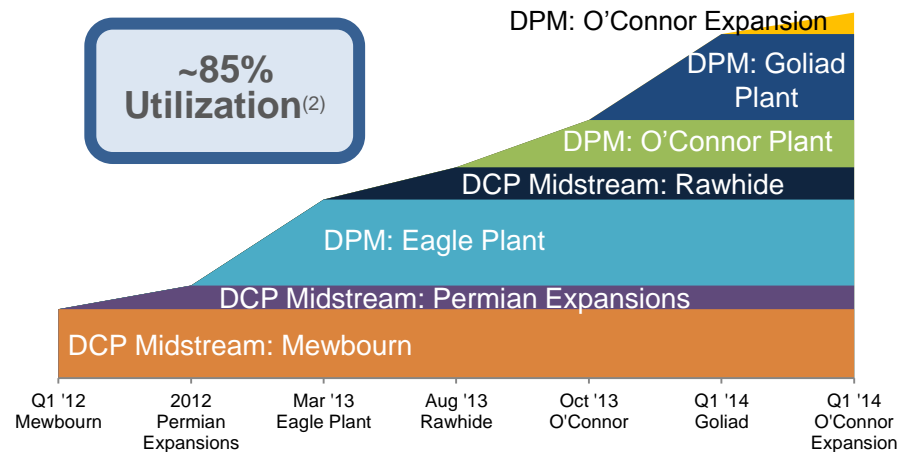 DPM: O’Connor Expansion
~85%
Utilization(2)
DPM: Goliad
Plant
DPM: O’Connor Plant
DCP Midstream: Rawhide
DPM: Eagle Plant
DCP Midstream: Permian Expansions
DCP Midstream: Mewbourn
Q1 '12
Mewbourn
2012
Permian
Expansions
Mar '13
Eagle Plant
Aug '13
Rawhide
Oct '13
O'Connor
Q1 '14
Goliad
Q1 '14
O'Connor
Expansion